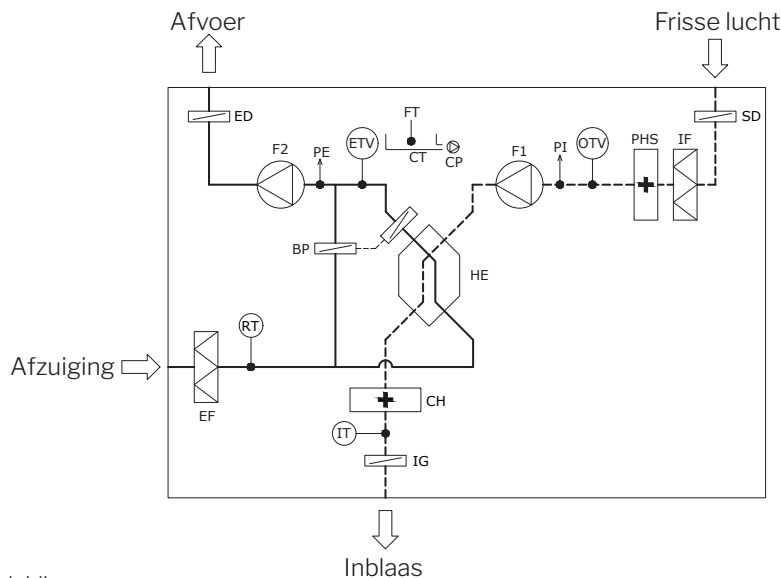 Afvoer
Frisse lucht
ED
SD
FT
F2
PE
ETV
CT
CP
F1
PI
OTV
PHS
IF
BP
HE
RT
Afzuiging
EF
CH
IT
IG
Inblaas